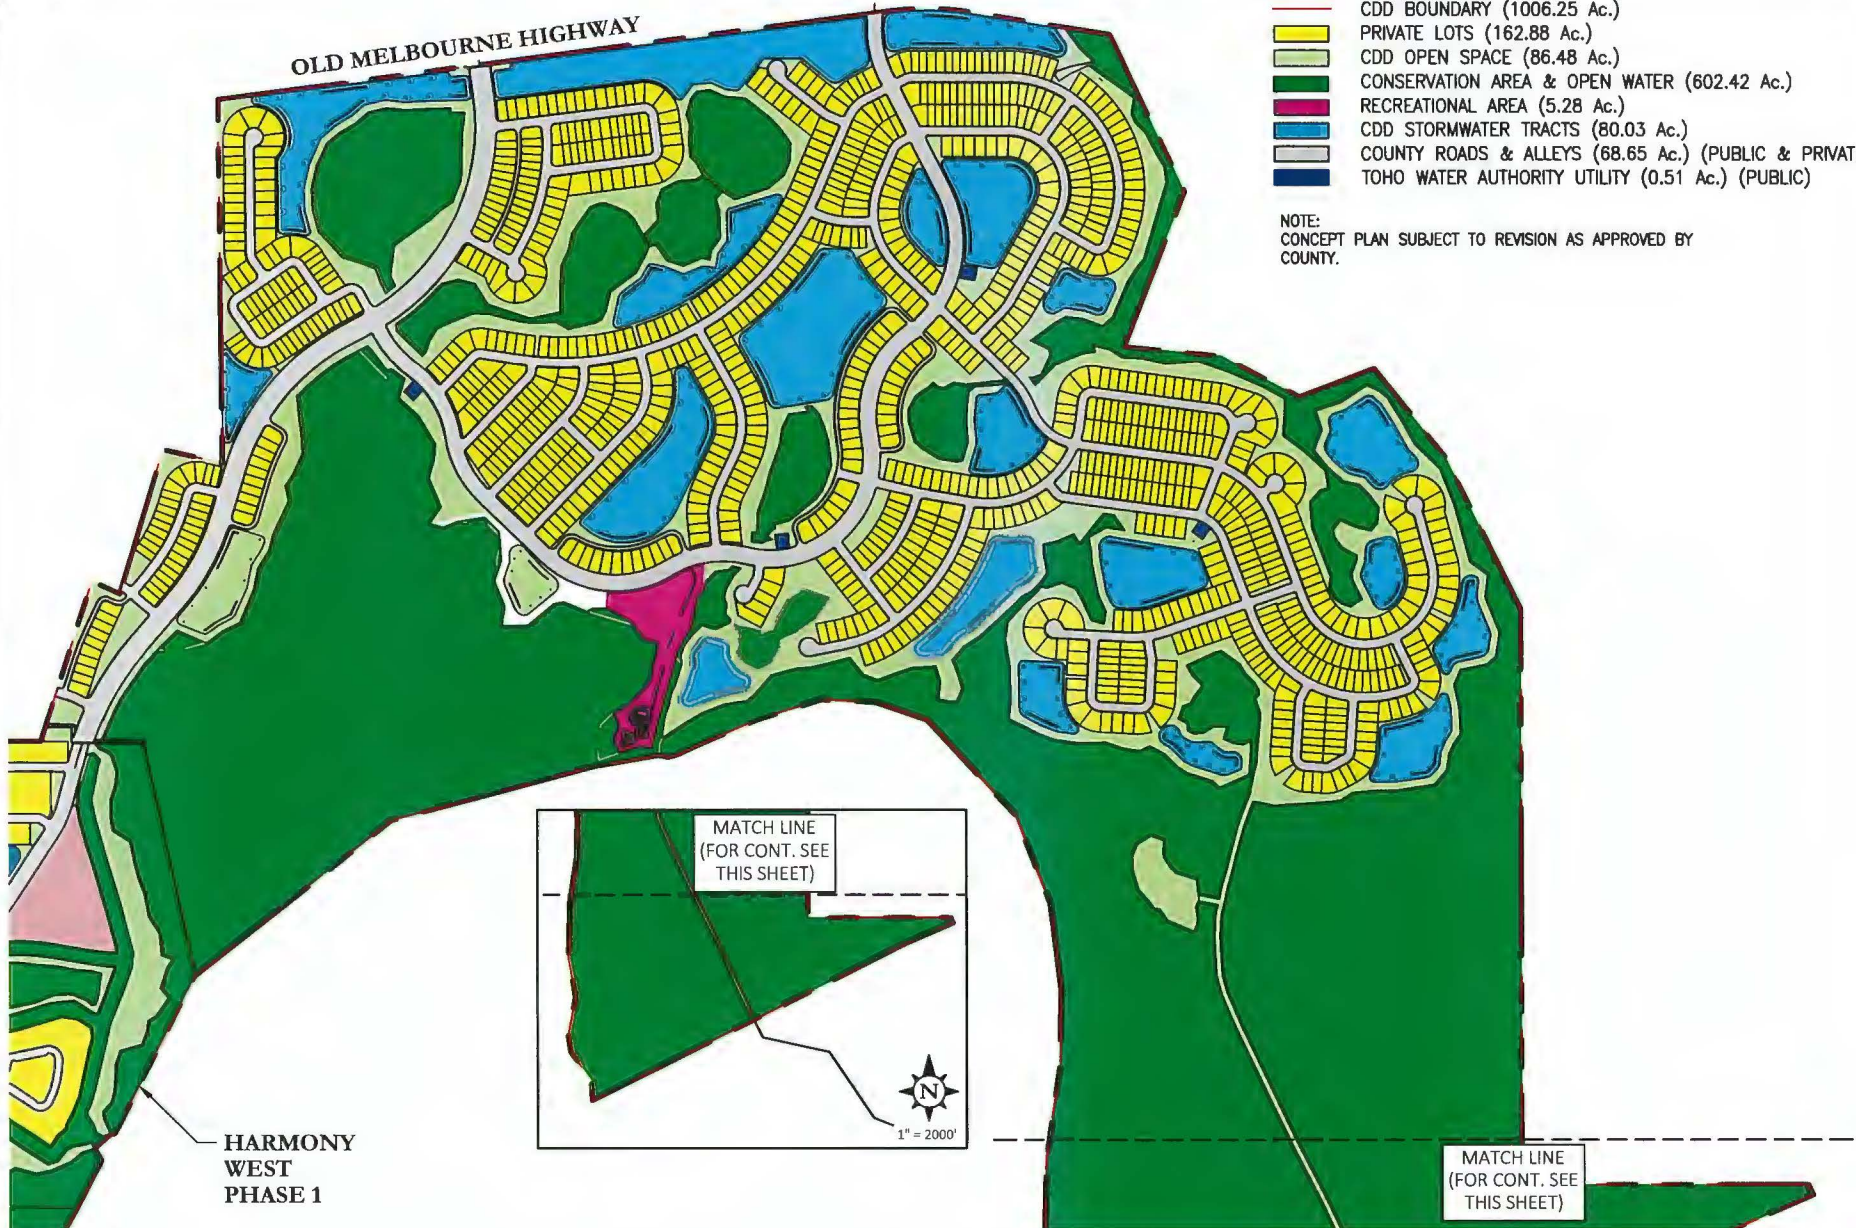 OLD MELBOURNE HIGHWAY
CDD BOUNDARY (1006.25 Ac.)
PRIVATE LOTS (162.88 Ac.)
CDD OPEN SPACE (86.48 Ac.)
CONSERVATION AREA & OPEN WATER (602.42 Ac.)
RECREATIONAL AREA (5.28 Ac.)
CDD STORMWATER TRACTS (80.03 Ac.)
COUNTY ROADS & ALLEYS (68.65 Ac.) (PUBLIC & PRIVAT
TOHO WATER AUTHORITY UTILITY (0.51 Ac.) (PUBLIC)
NOTE:
CONCEPT PLAN SUBJECT TO REVISION AS APPROVED BY
COUNTY.
MATCH LINE
(FOR CONT. SEE
THIS SHEET)
N
1" = 2000'
HARMONY
WEST
PHASE 1
MATCH LINE
(FOR CONT. SEE
THIS SHEET)